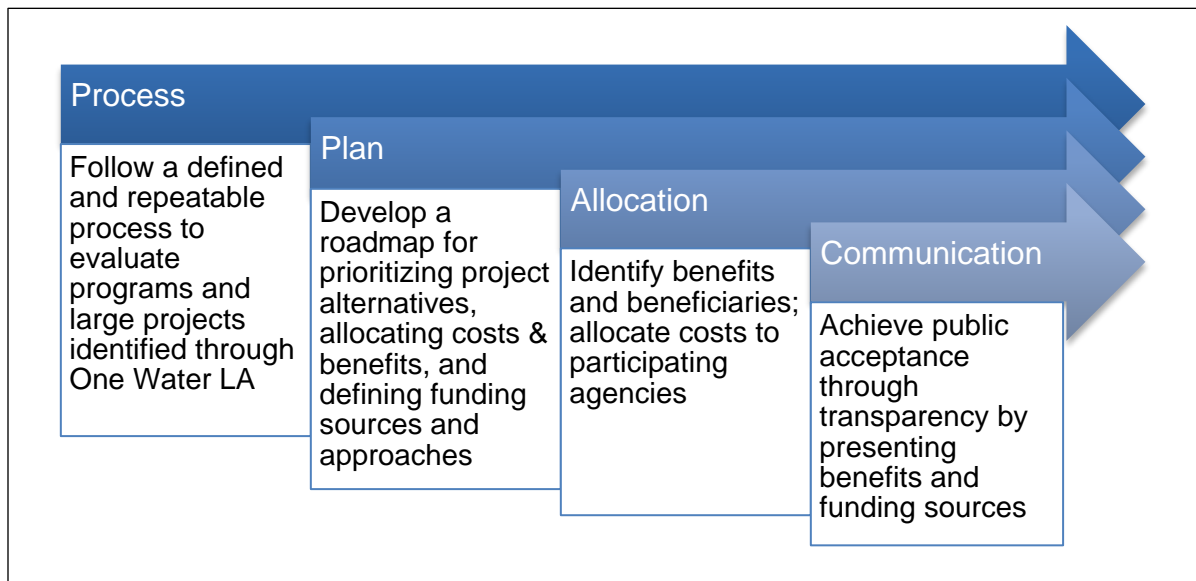 Process
Follow a defined
and repeatable
process to
evaluate
programs and
large projects
identified through
One Water LA
Plan
Develop a
roadmap for
prioritizing project
alternatives,
allocating costs &
benefits, and
defining funding
sources and
approaches
Allocation
Identify benefits
and beneficiaries;
allocate costs to
participating
agencies
Communication
Achieve public
acceptance
through
transparency by
presenting
benefits and
funding sources